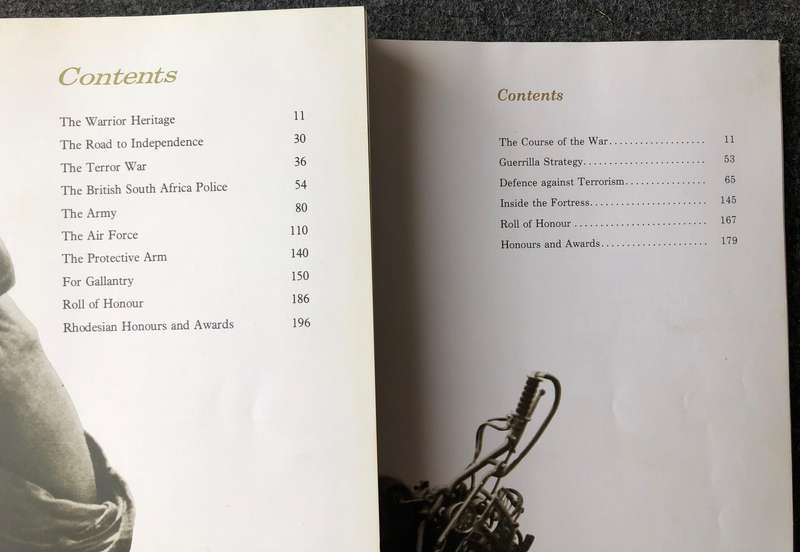 Contents
The Warrior Heritage 11
The Road to Independence 30
The Terror War 36
The British South Africa Police 54
The Army 80
The Air Force 110
The Protective Arm 140
For Gallantry 150
Roll of Honour 186
Rhodesian Honours and Awards 196
Contents
The Course of the War................... 11
Guerrilla Strategy........................ 53
Defence against Terrorism................ 65
Inside the Fortress....................... 145
Roll of Honour .......................... 167
Honours and Awards..................... 179